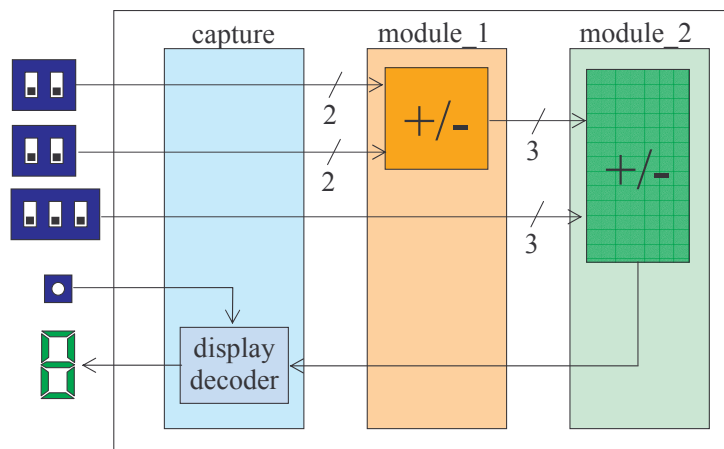 capture
module_1
module_2
2
+/-
3
2
+/-
3
display
decoder